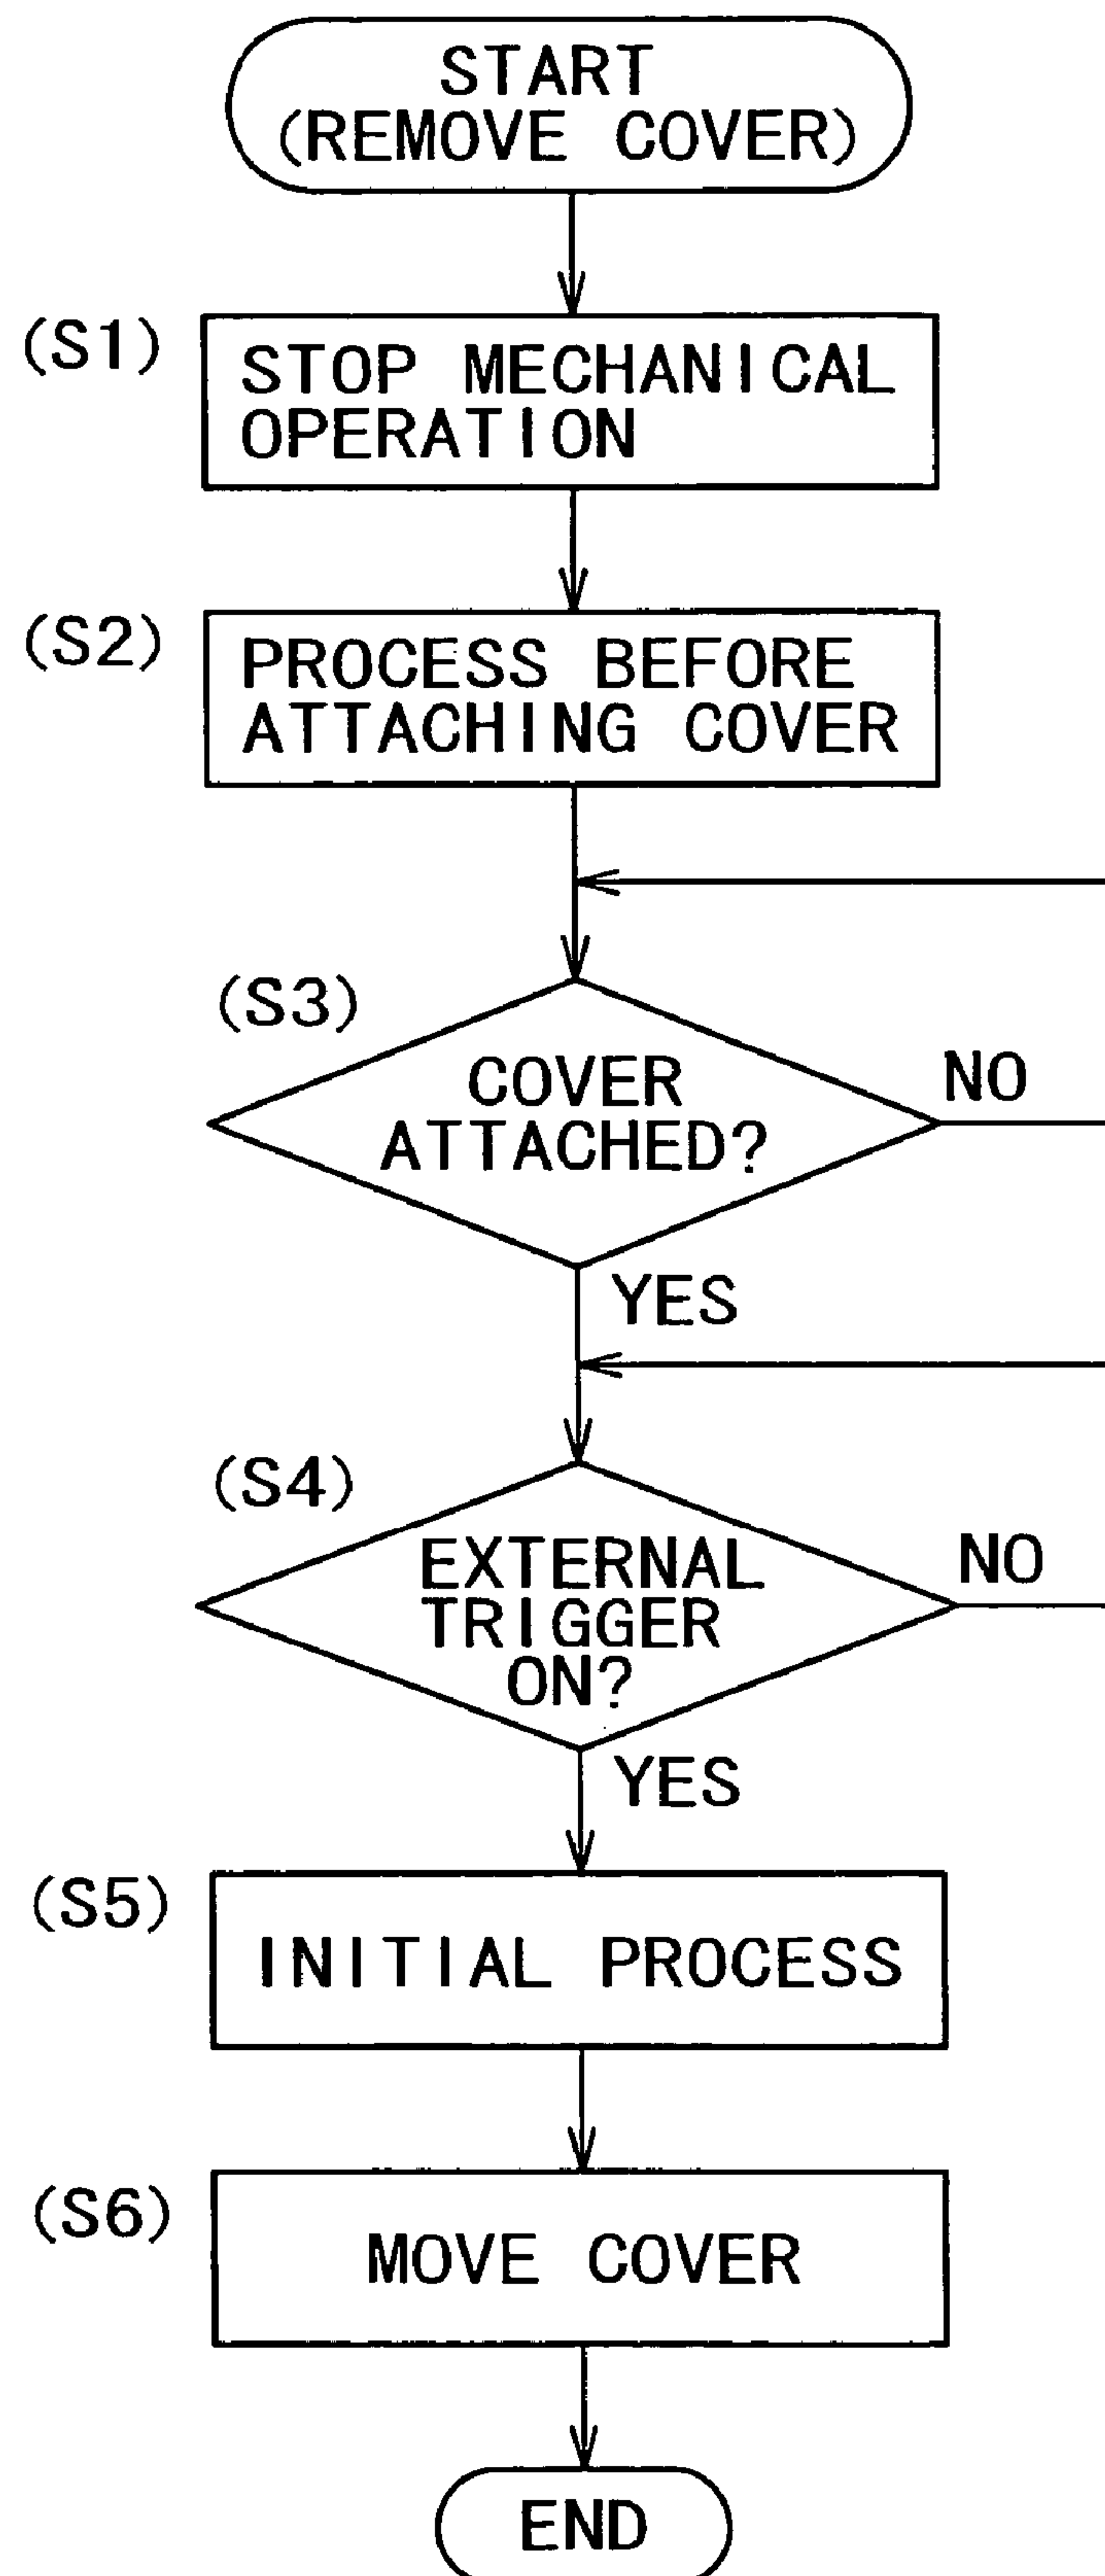 START
(REMOVE COVER)
(S1)
STOP MECHANICAL
OPERATION
(S2)
PROCESS BEFORE
ATTACHING COVER
(S3)
COVER
ATTACHED?
NO
YES
(S4)
EXTERNAL
TRIGGER
ON?
NO
YES
(S5)
INITIAL PROCESS
(S6)
MOVE COVER
END